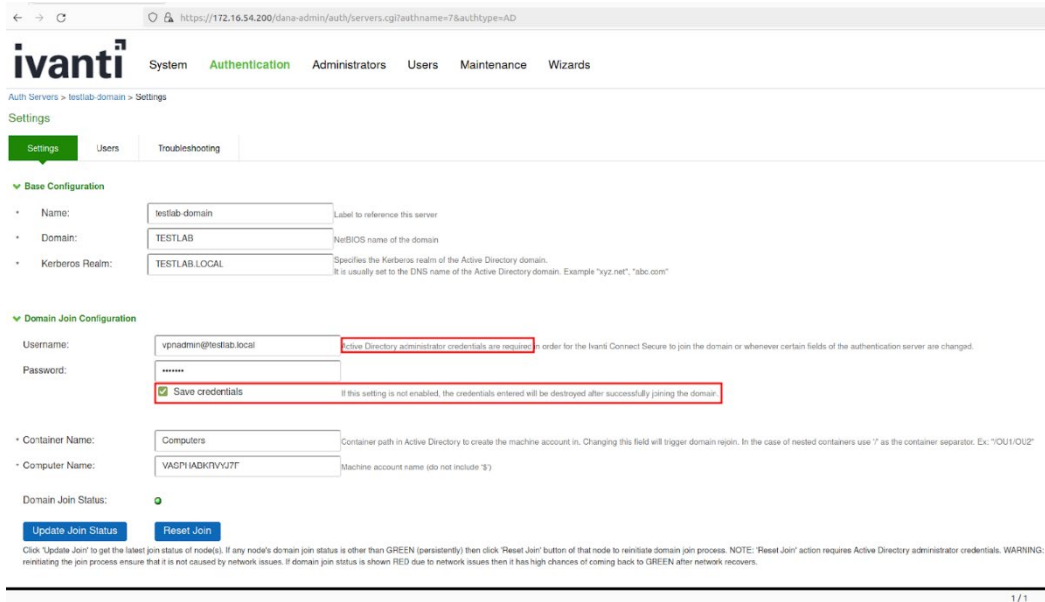 https://172.16.54.200/dana-admin/auth/servers.cgi?authname=7&authtype=AD
ivanti System Authentication Administrators Users Maintenance Wizards
Auth Servers > testlab-domain > Settings
Settings
Settings Users Troubleshooting
Base Configuration
* Name: testlab-domain Label to reference this server
* Domain: TESTLAB NetBIOS name of the domain
* Kerberos Realm: TESTLAB.LOCAL Specifies the Kerberos realm of the Active Directory domain.
It is usually set to the DNS name of the Active Directory domain. Example "xyz.net", "abc.com"
Domain Join Configuration
Username: vpnadmin@testlab.local Active Directory administrator credentials are required in order for the Ivanti Connect Secure to join the domain or whenever certain fields of the authentication server are changed.
Password: •••••••
Save credentials If this setting is not enabled, the credentials entered will be destroyed after successfully joining the domain.
* Container Name: Computers Container path in Active Directory to create the machine account in. Changing this field will trigger domain rejoin. In the case of nested containers use '/' as the container separator. Ex: "/OU1/OU2"
* Computer Name: Machine account name (do not include '$')
Domain Join Status:
Update Join Status Reset Join
Click 'Update Join' to get the latest join status of node(s). If any node's domain join status is other than GREEN (persistently) then click 'Reset Join' button of that node to reinitiate domain join process. NOTE: 'Reset Join' action requires Active Directory administrator credentials. WARNING:
reinitiating the join process ensure that it is not caused by network issues. If domain join status is shown RED due to network issues then it has high chances of coming back to GREEN after network recovers.
1 / 1